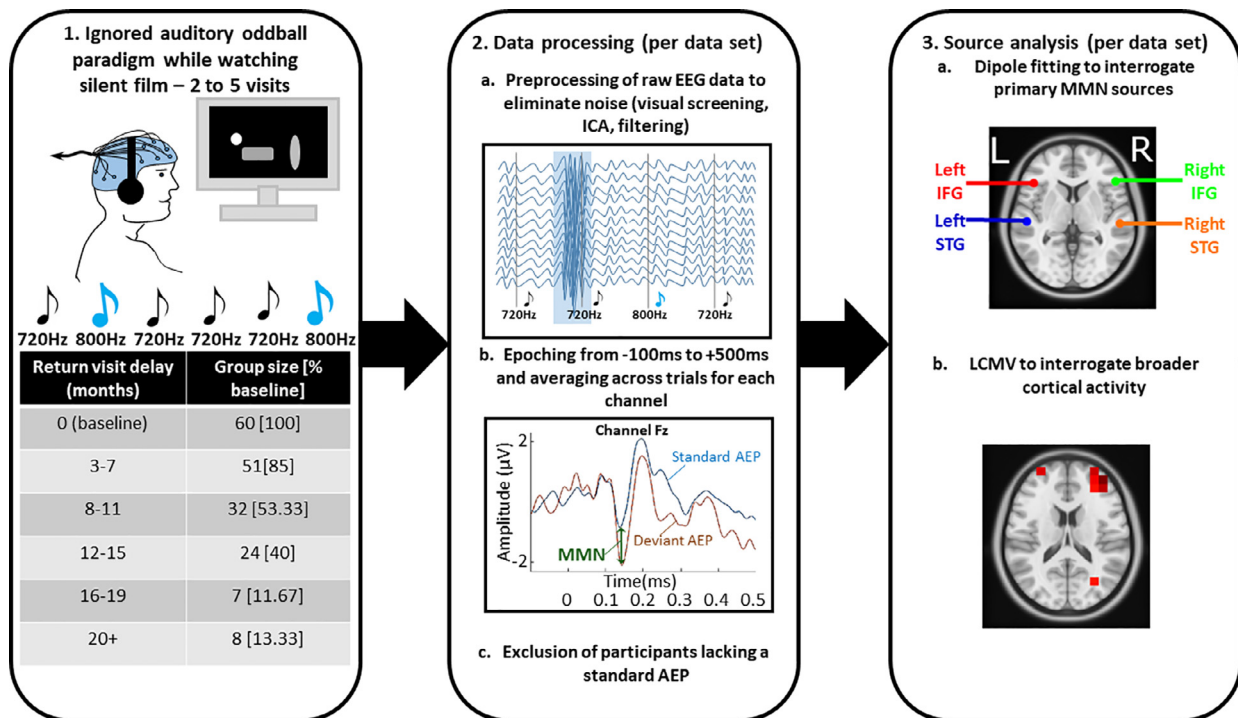 1. Ignored auditory oddball
paradigm while watching
silent film – 2 to 5 visits
720Hz 800Hz 720Hz 720Hz 720Hz 800Hz
Return visit delay
(months)
Group size [%
baseline]
0 (baseline)
60 [100]
3-7
51[85]
8-11
32 [53.33]
12-15
24 [40]
16-19
7 [11.67]
20+
8 [13.33]
2. Data processing (per data set)
a. Preprocessing of raw EEG data to
eliminate noise (visual screening,
ICA, filtering)
720Hz 720Hz 800Hz 720Hz
b. Epoching from -100ms to +500ms
and averaging across trials for each
channel
Channel Fz
Amplitude (µV)
2
-2
Standard AEP
Deviant AEP
MMN
Time(ms)
0 0.1 0.2 0.3 0.4 0.5
c. Exclusion of participants lacking a
standard AEP
3. Source analysis (per data set)
a. Dipole fitting to interrogate
primary MMN sources
L R
Left
IFG
Right
IFG
Left
STG
Right
STG
b. LCMV to interrogate broader
cortical activity